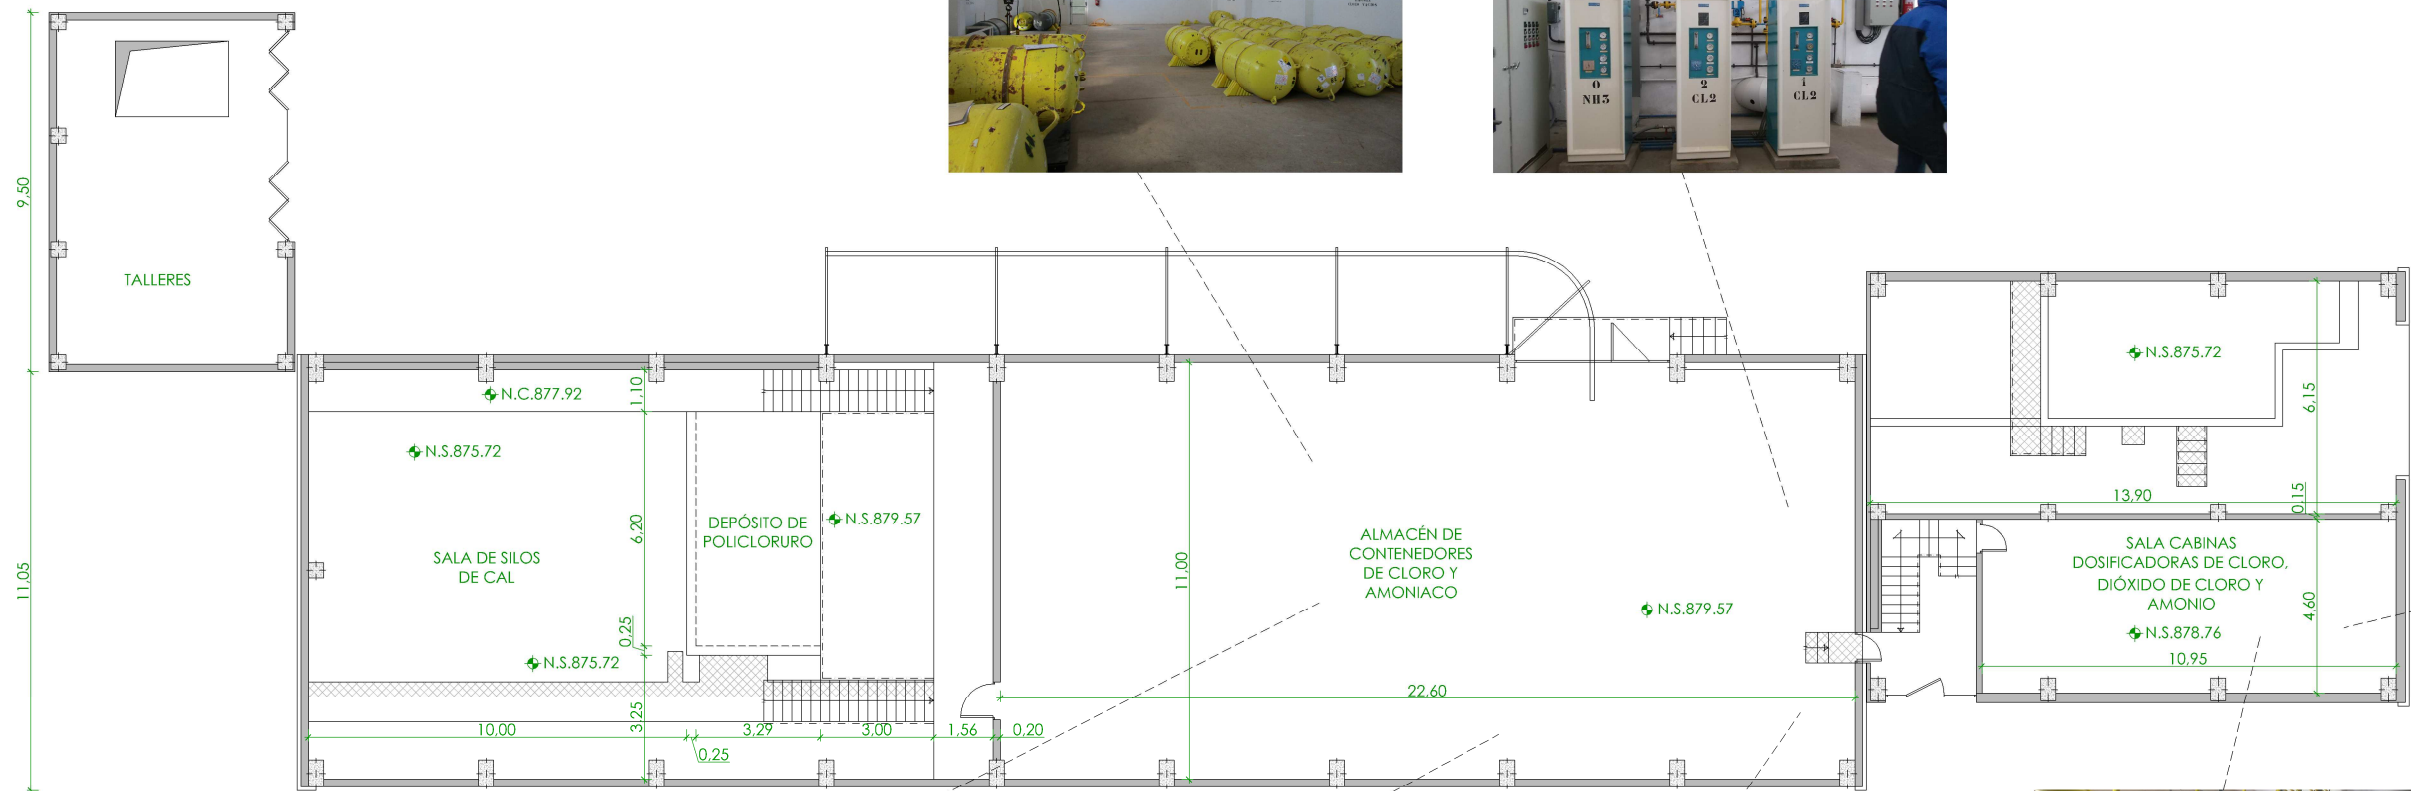 0
NH3
2
CL2
1
CL2
9,50
TALLERES
11,05
N.C.877.92
1,10
N.S.875.72
6,20
SALA DE SILOS
DE CAL
DEPÓSITO DE
POLICLORURO
N.S.879.57
0,25
N.S.875.72
3,25
10,00
0,25
3,29
3,00
1,56
0,20
11,00
ALMACÉN DE
CONTENEDORES
DE CLORO Y
AMONIACO
N.S.879.57
22,60
N.S.875.72
6,15
13,90
0,15
SALA CABINAS
DOSIFICADORAS DE CLORO,
DIÓXIDO DE CLORO Y
AMONIO
N.S.878.76
4,60
10,95